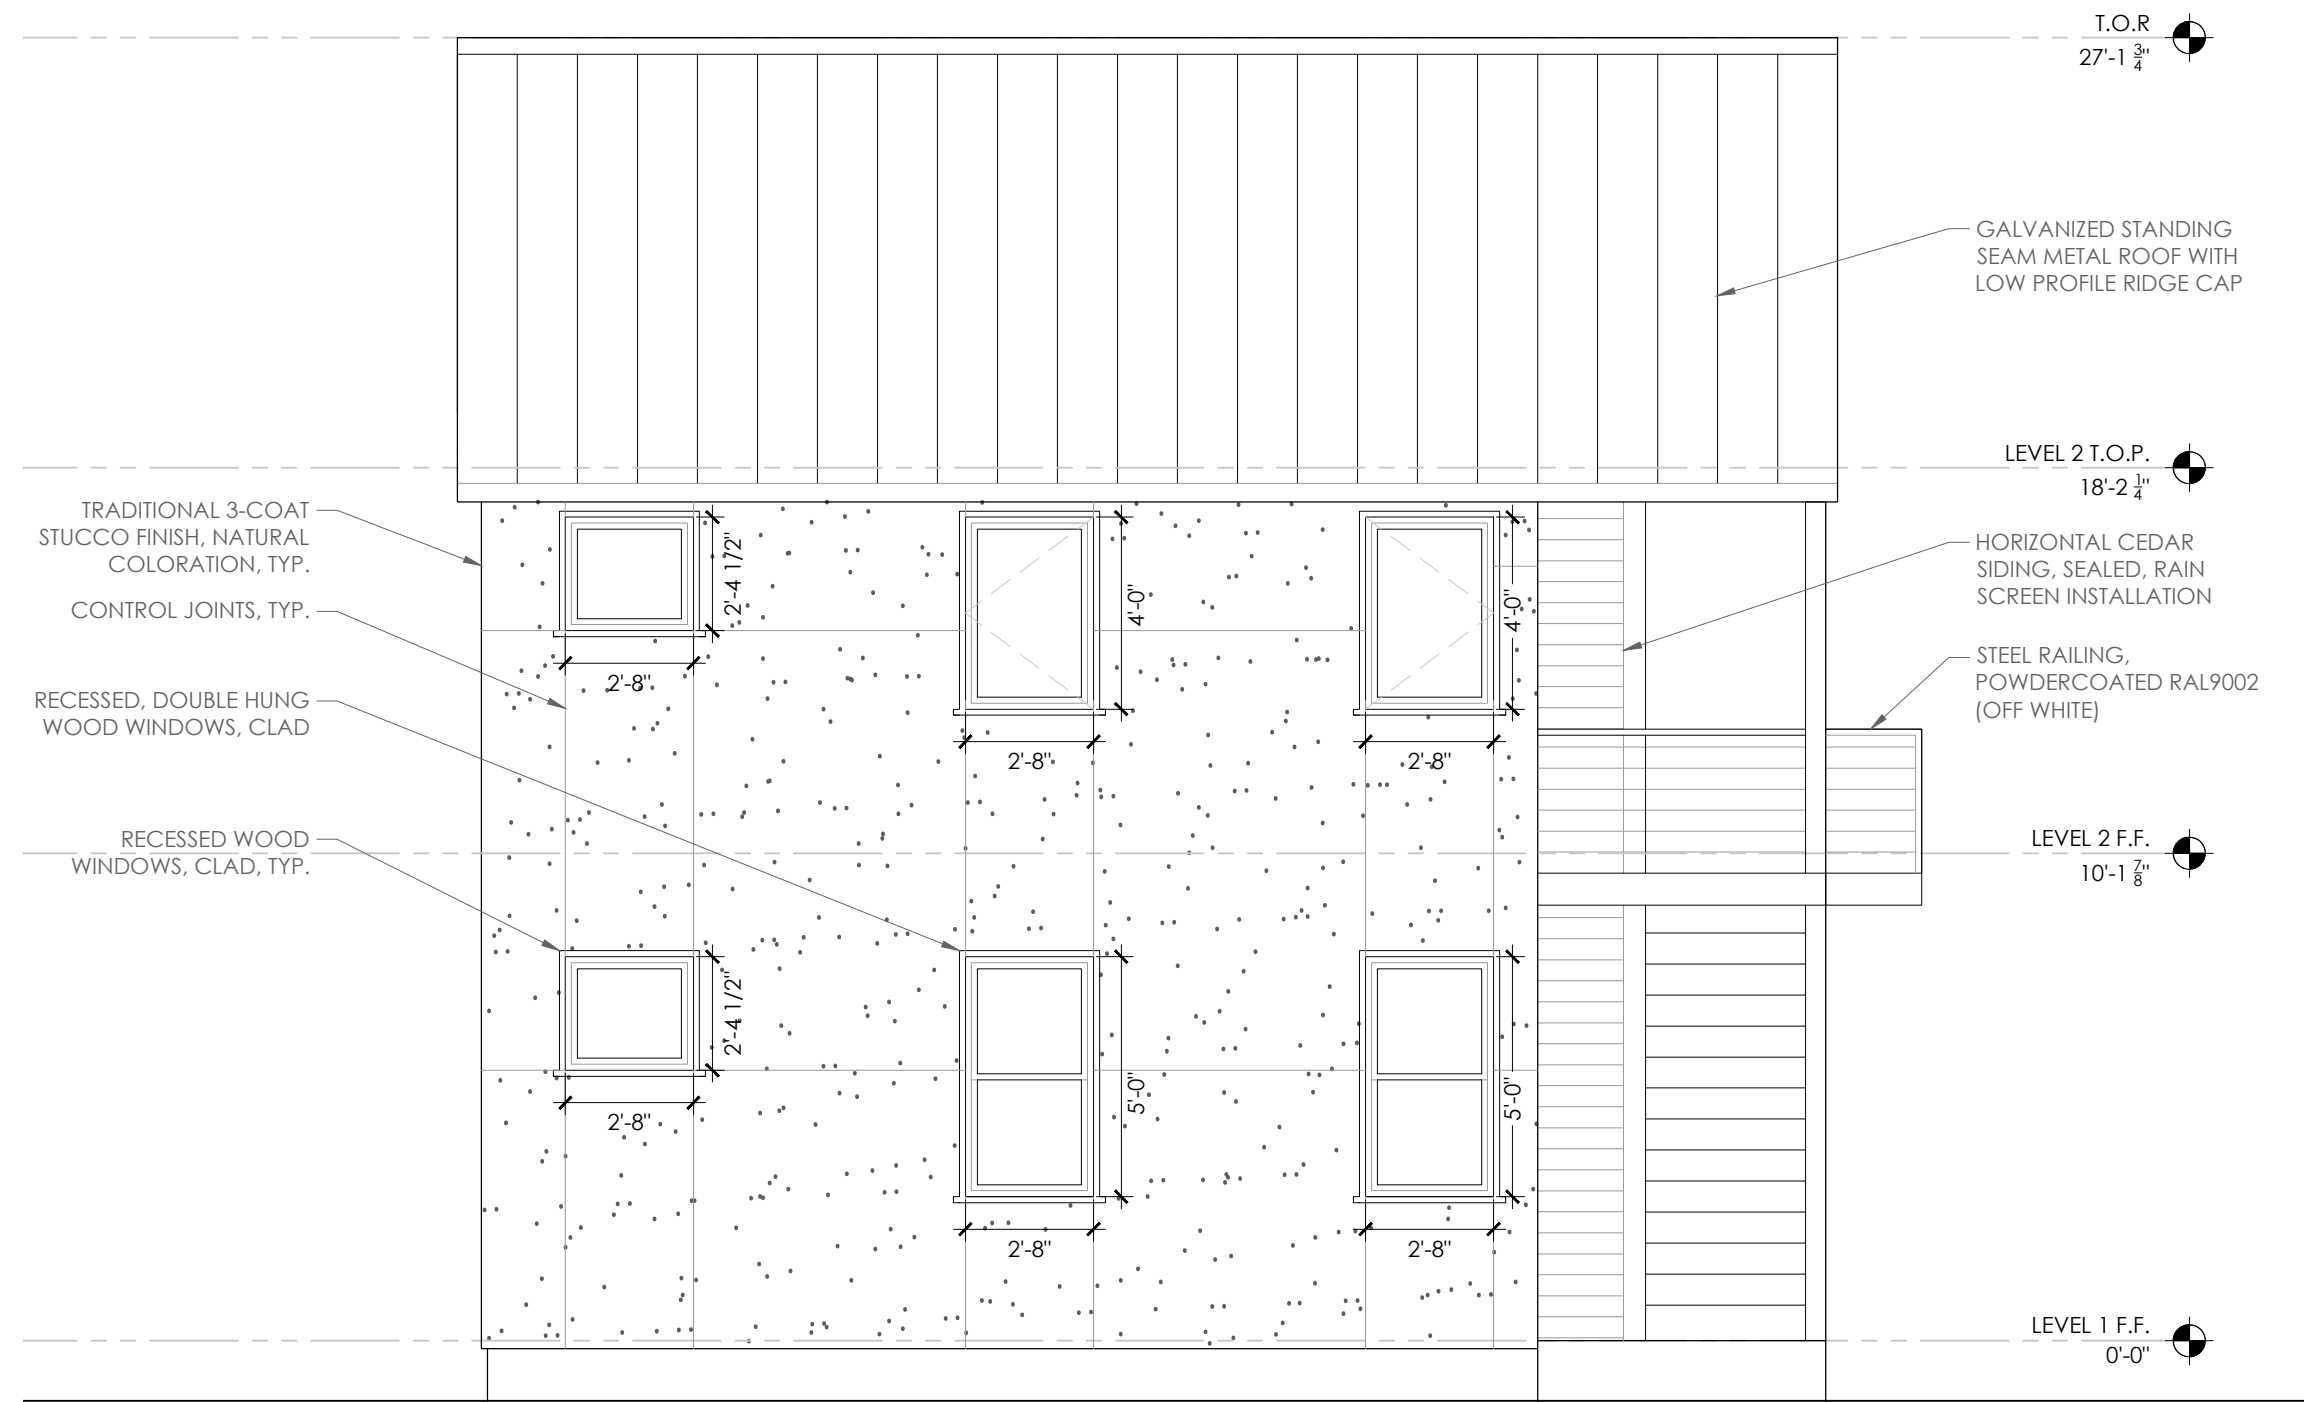 T.O.R
27'-1 3/4"
GALVANIZED STANDING
SEAM METAL ROOF WITH
LOW PROFILE RIDGE CAP
LEVEL 2 T.O.P.
18'-2 1/4"
TRADITIONAL 3-COAT
STUCCO FINISH, NATURAL
COLORATION, TYP.
CONTROL JOINTS, TYP.
RECESSED, DOUBLE HUNG
WOOD WINDOWS, CLAD
RECESSED WOOD
WINDOWS, CLAD, TYP.
2'-4 1/2"
2'-8"
4'-0"
2'-8"
4'-0"
2'-8"
HORIZONTAL CEDAR
SIDING, SEALED, RAIN
SCREEN INSTALLATION
STEEL RAILING,
POWDERCOATED RAL9002
(OFF WHITE)
LEVEL 2 F.F.
10'-1 7/8"
2'-4 1/2"
2'-8"
5'-0"
2'-8"
5'-0"
2'-8"
LEVEL 1 F.F.
0'-0"